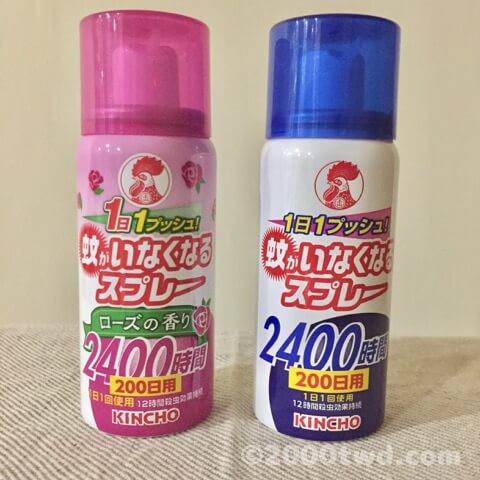 1日1プッシュ!
蚊がいなくなる
スプレー
ローズの香り
2400時間
200日用
1日1回使用
12時間殺虫効果持続
KINCHO
1日1プッシュ!
蚊がいなくなる
スプレー
2400時間
200日用
1日1回使用
12時間殺虫効果持続
KINCHO
©2000twd.com